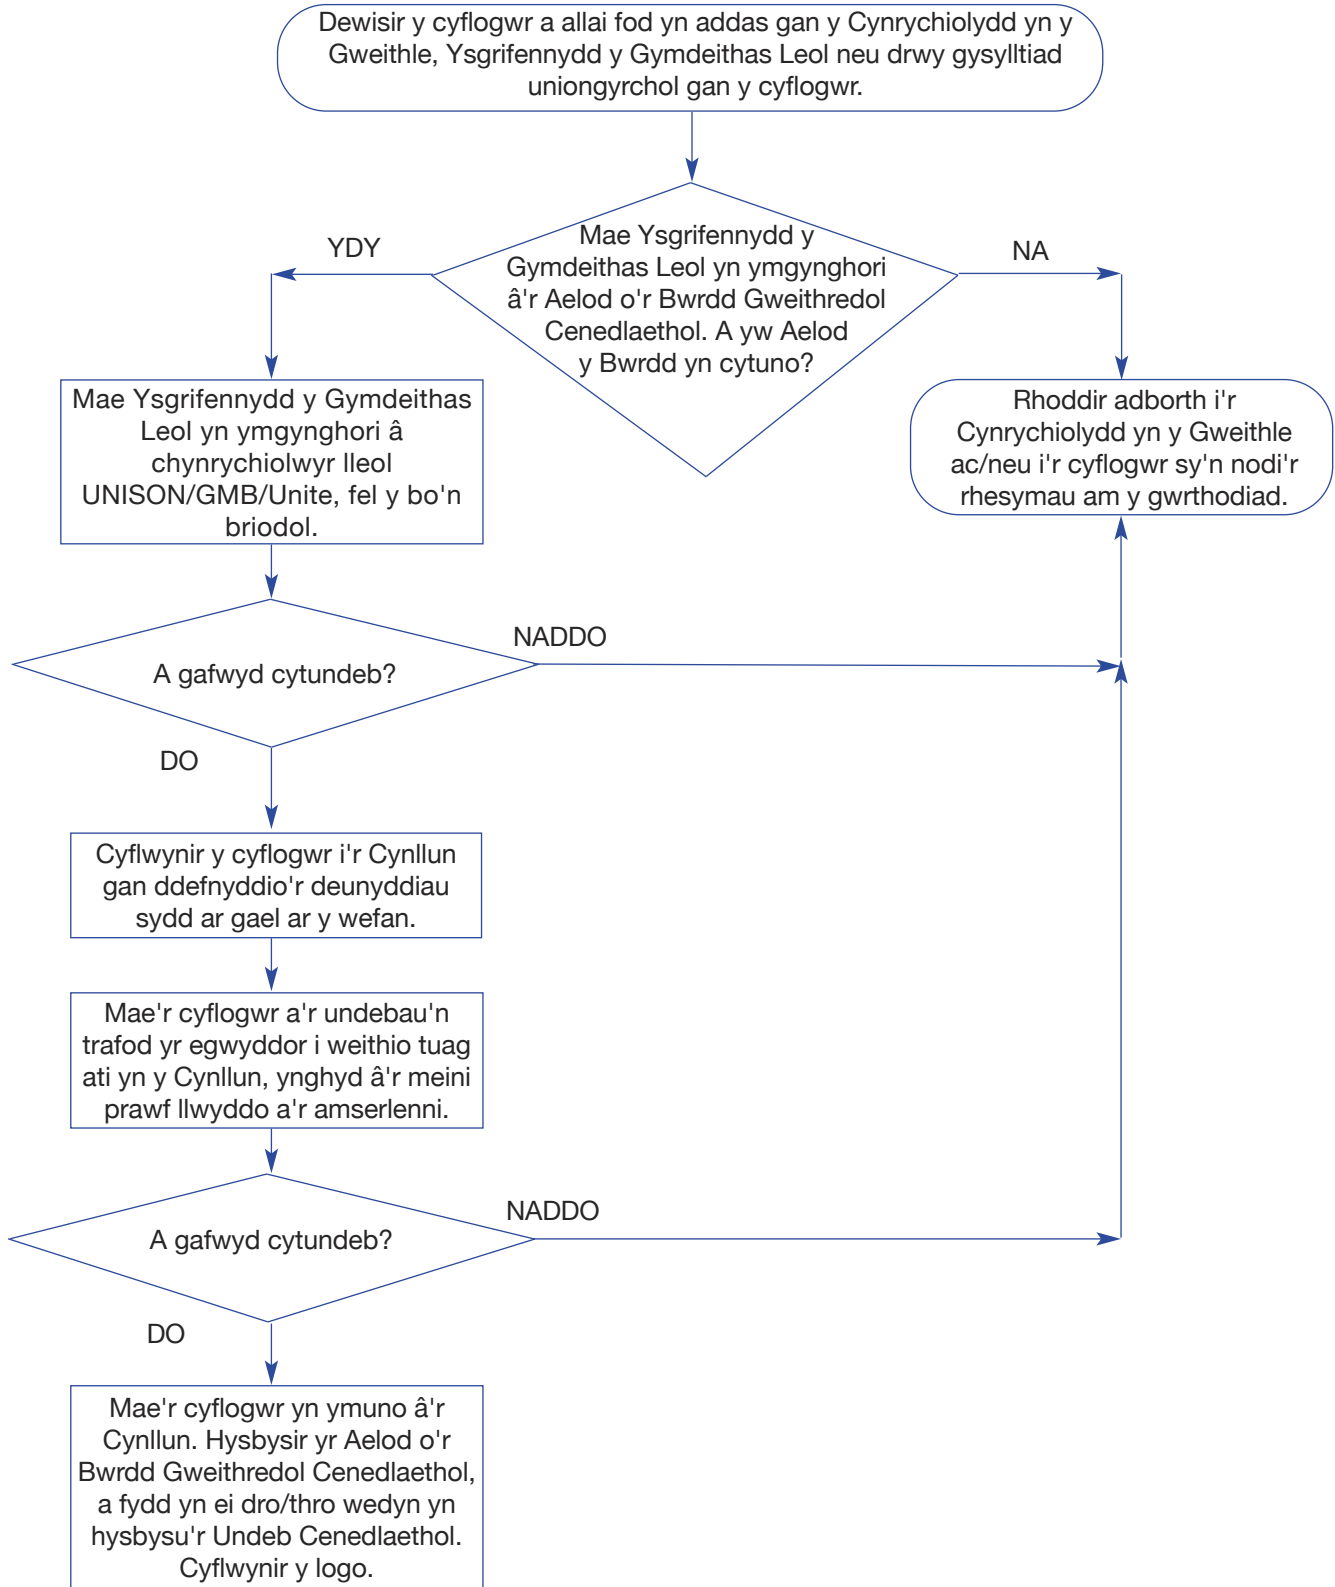 Dewisir y cyflogwr a allai fod yn addas gan y Cynrychiolydd yn y
Gweithle, Ysgrifennydd y Gymdeithas Leol neu drwy gysylltiad
uniongyrchol gan y cyflogwr.
YDY
Mae Ysgrifennydd y
Gymdeithas Leol yn ymgynghori
â'r Aelod o'r Bwrdd Gweithredol
Cenedlaethol. A yw Aelod
y Bwrdd yn cytuno?
NA
Mae Ysgrifennydd y Gymdeithas
Leol yn ymgynghori â
chynrychiolwyr lleol
UNISON/GMB/Unite, fel y bo'n
briodol.
Rhoddir adborth i'r
Cynrychiolydd yn y Gweithle
ac/neu i'r cyflogwr sy'n nodi'r
rhesymau am y gwrthodiad.
A gafwyd cytundeb?
NADDO
DO
Cyflwynir y cyflogwr i'r Cynllun
gan ddefnyddio'r deunyddiau
sydd ar gael ar y wefan.
Mae'r cyflogwr a'r undebau'n
trafod yr egwyddor i weithio tuag
ati yn y Cynllun, ynghyd â'r meini
prawf llwyddo a'r amserlenni.
A gafwyd cytundeb?
NADDO
DO
Mae'r cyflogwr yn ymuno â'r
Cynllun. Hysbysir yr Aelod o'r
Bwrdd Gweithredol Cenedlaethol,
a fydd yn ei dro/thro wedyn yn
hysbysu'r Undeb Cenedlaethol.
Cyflwynir y logo.